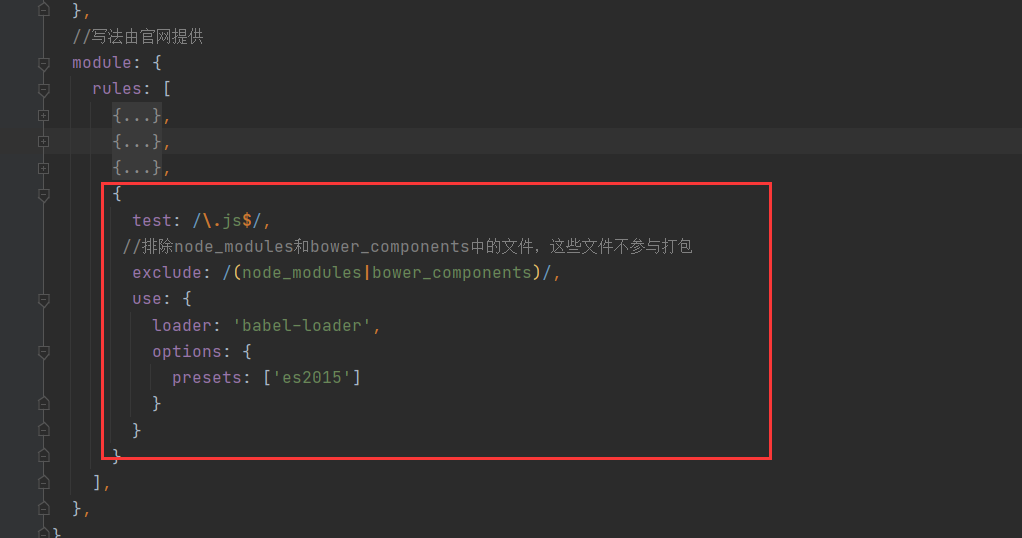 },
//写法由官网提供
module: {
rules: [
{...},
{...},
{...},
{
test: /\.js$/,
//排除node_modules和bower_components中的文件，这些文件不参与打包
exclude: /(node_modules|bower_components)/,
use: {
loader: 'babel-loader',
options: {
presets: ['es2015']
}
}
}
],
},
}